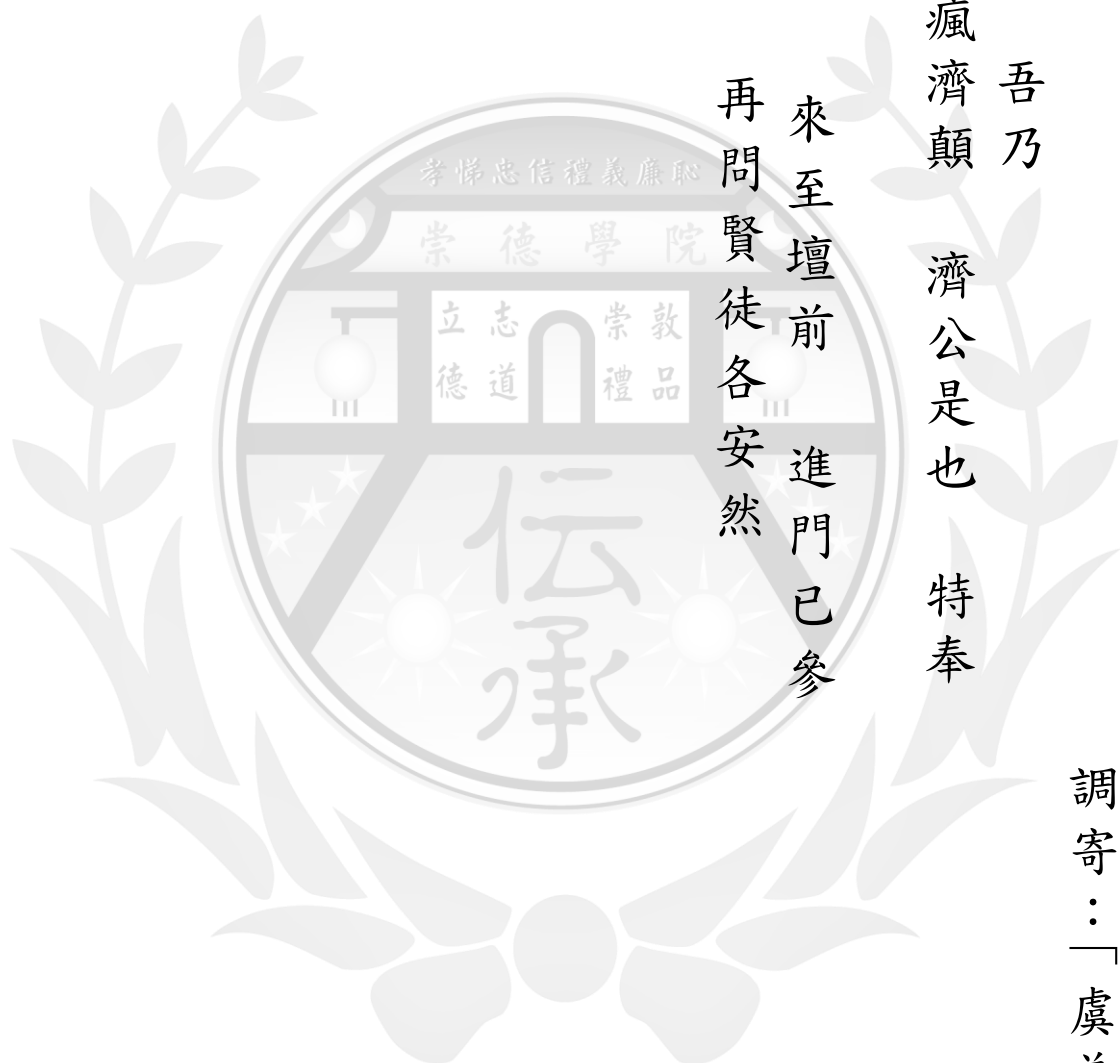 調寄：「虞
吾乃
瘋濟顛　濟公是也　特奉
來至壇前　進門已參
再問賢徒各安然
孝悌忠信禮義廉恥
崇德學院
立志　崇敦
德道　禮品
伝承